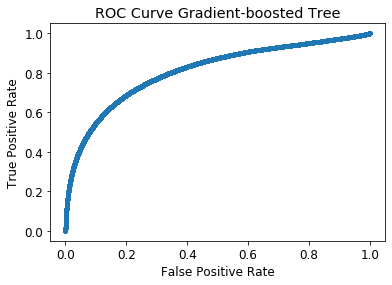 ROC Curve Gradient-boosted Tree
1.0
0.8
0.6
0.4
0.2
0.0
True Positive Rate
0.0 0.2 0.4 0.6 0.8 1.0
False Positive Rate